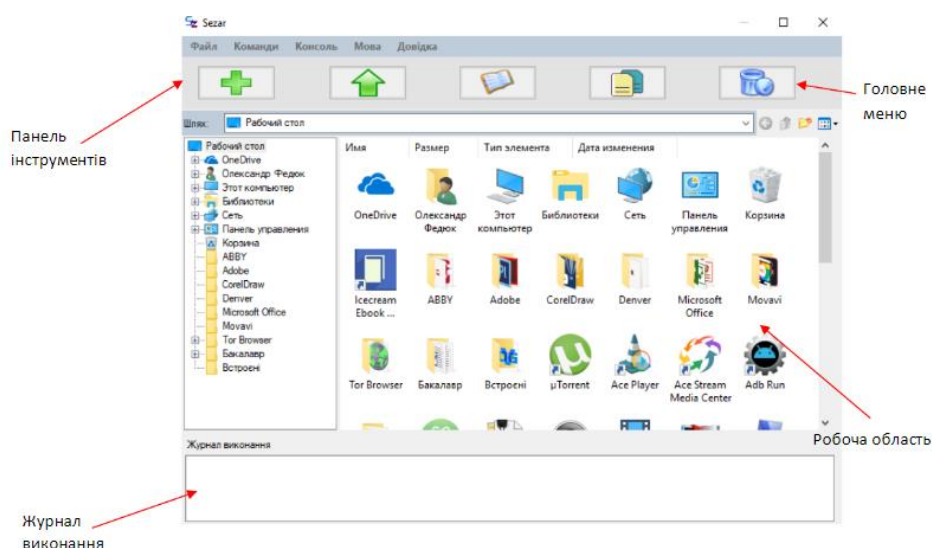 Sezar
Файл Команди Консоль Мова Довідка
Головне
меню
Панель
інструментів
Шлях: Рабочий стол
Рабочий стол
OneDrive
Олександр Федюк
Этот компьютер
Библиотеки
Сеть
Панель управления
Корзина
ABBY
Adobe
CorelDraw
Denver
Microsoft Office
Movavi
Tor Browser
Бакалавр
Встроєні
Имя Размер Тип элемента Дата изменения
OneDrive Олександр Федюк Этот компьютер Библиотеки Сеть Панель управления Корзина
Icecream Ebook ... ABBY Adobe CorelDraw Denver Microsoft Office Movavi
Tor Browser Бакалавр Встроєні µTorrent Ace Player Ace Stream Media Center Adb Run
Робоча область
Журнал виконання
Журнал
виконання